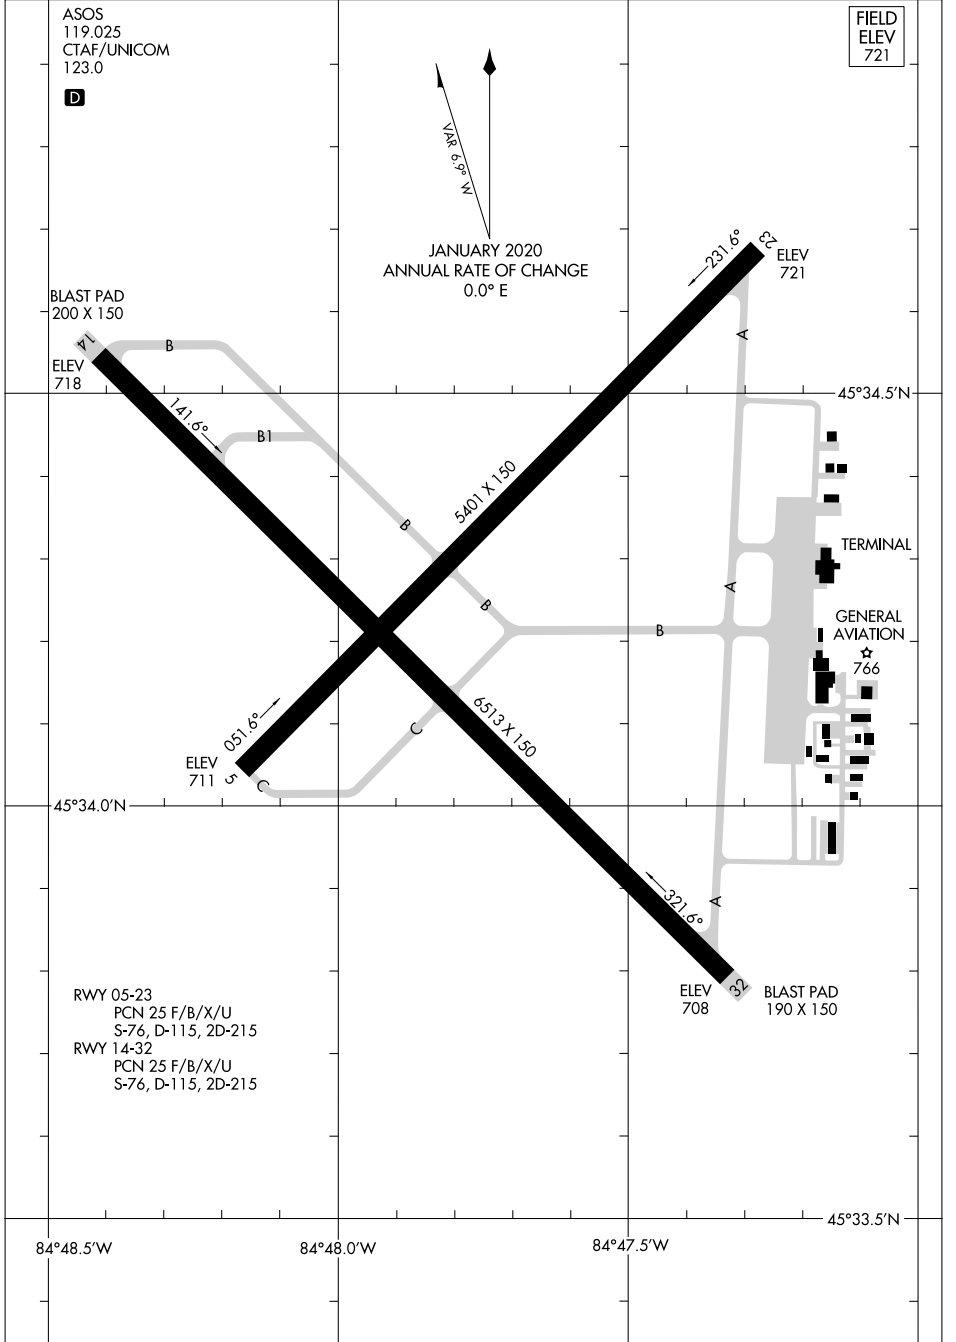 ASOS
119.025
CTAF/UNICOM
123.0
D
FIELD
ELEV
721
VAR 6.9° W
JANUARY 2020
ANNUAL RATE OF CHANGE
0.0° E
231.6°
23
ELEV
721
BLAST PAD
200 X 150
14
ELEV
718
B
A
45°34.5'N
141.6°
B1
5401 X 150
B
TERMINAL
A
B
B
GENERAL
AVIATION
766
051.6°
6513 X 150
C
ELEV
711
5
C
45°34.0'N
321.6°
A
32
ELEV
708
BLAST PAD
190 X 150
RWY 05-23
PCN 25 F/B/X/U
S-76, D-115, 2D-215
RWY 14-32
PCN 25 F/B/X/U
S-76, D-115, 2D-215
45°33.5'N
84°48.5'W
84°48.0'W
84°47.5'W